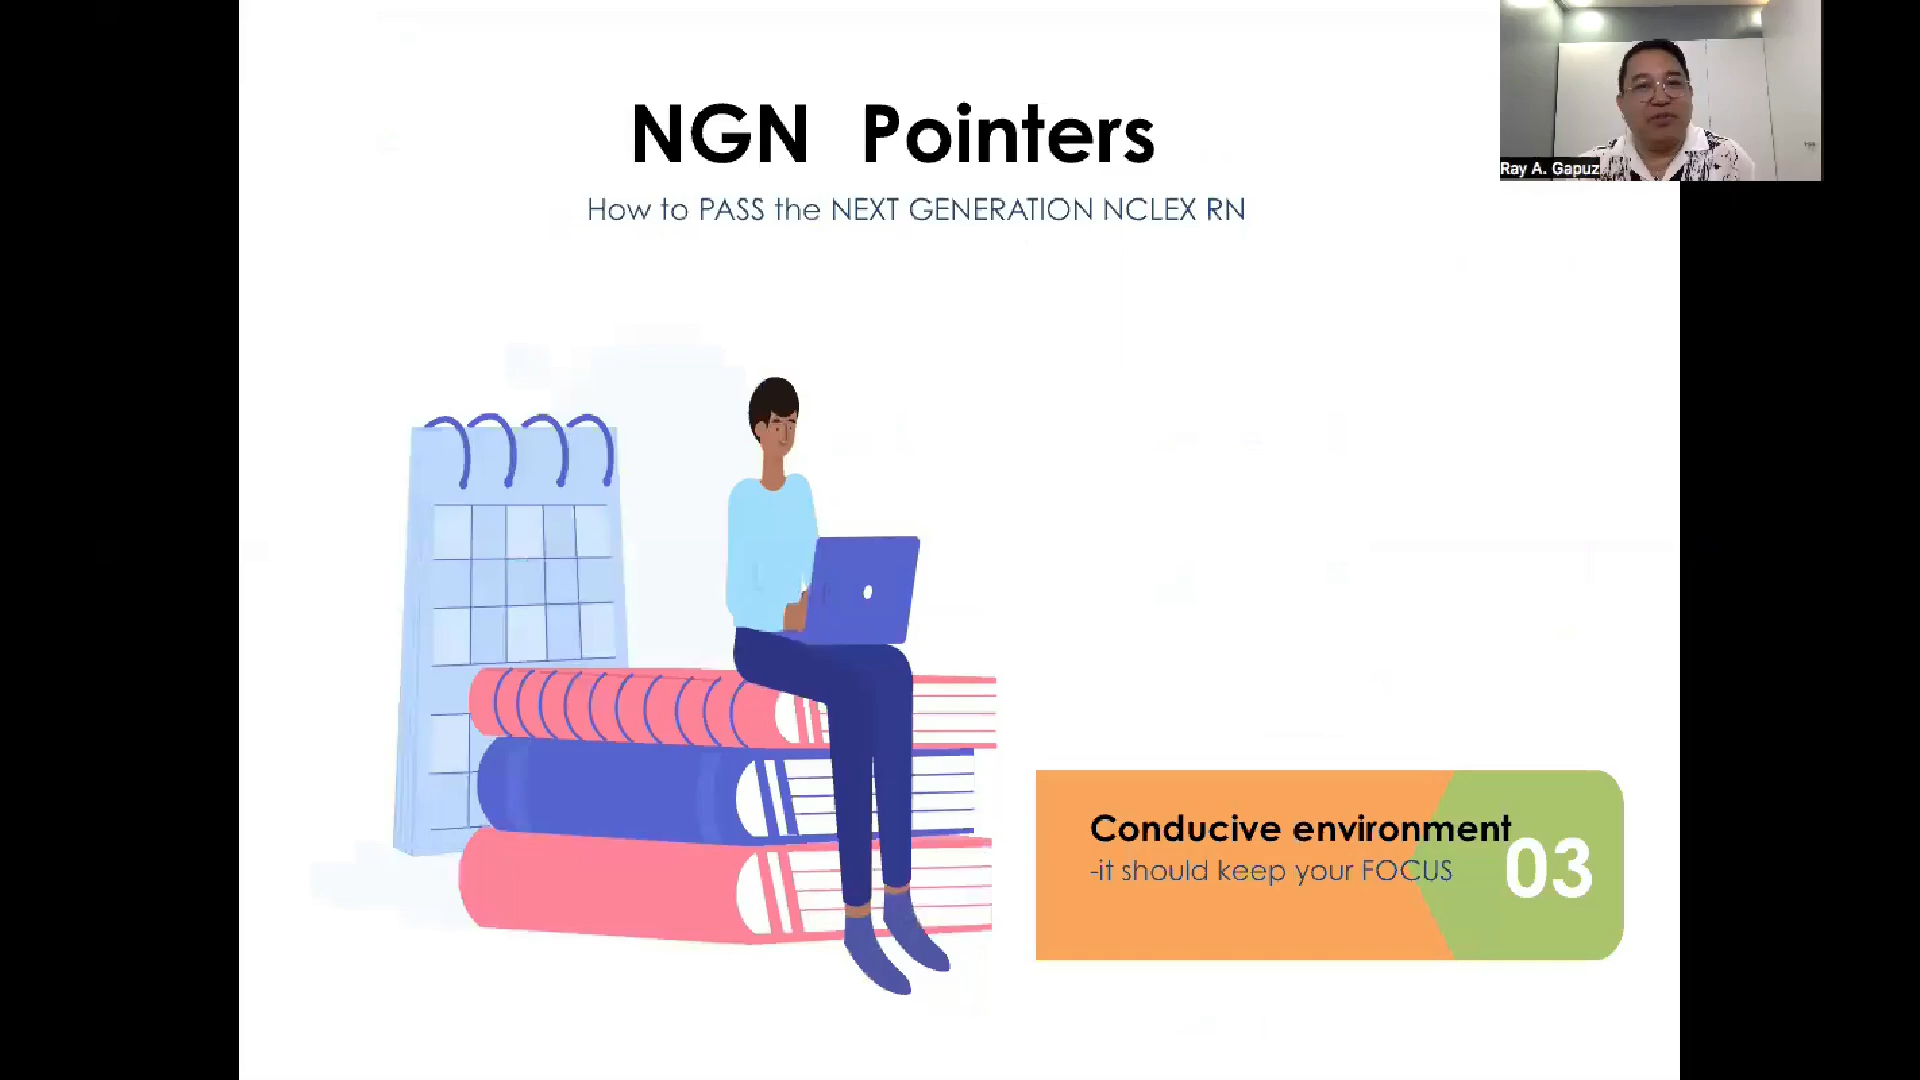 NGN Pointers
How to PASS the NEXT GENERATION NCLEX RN
Ray A. Gapuz
Conducive environment
-it should keep your FOCUS
03